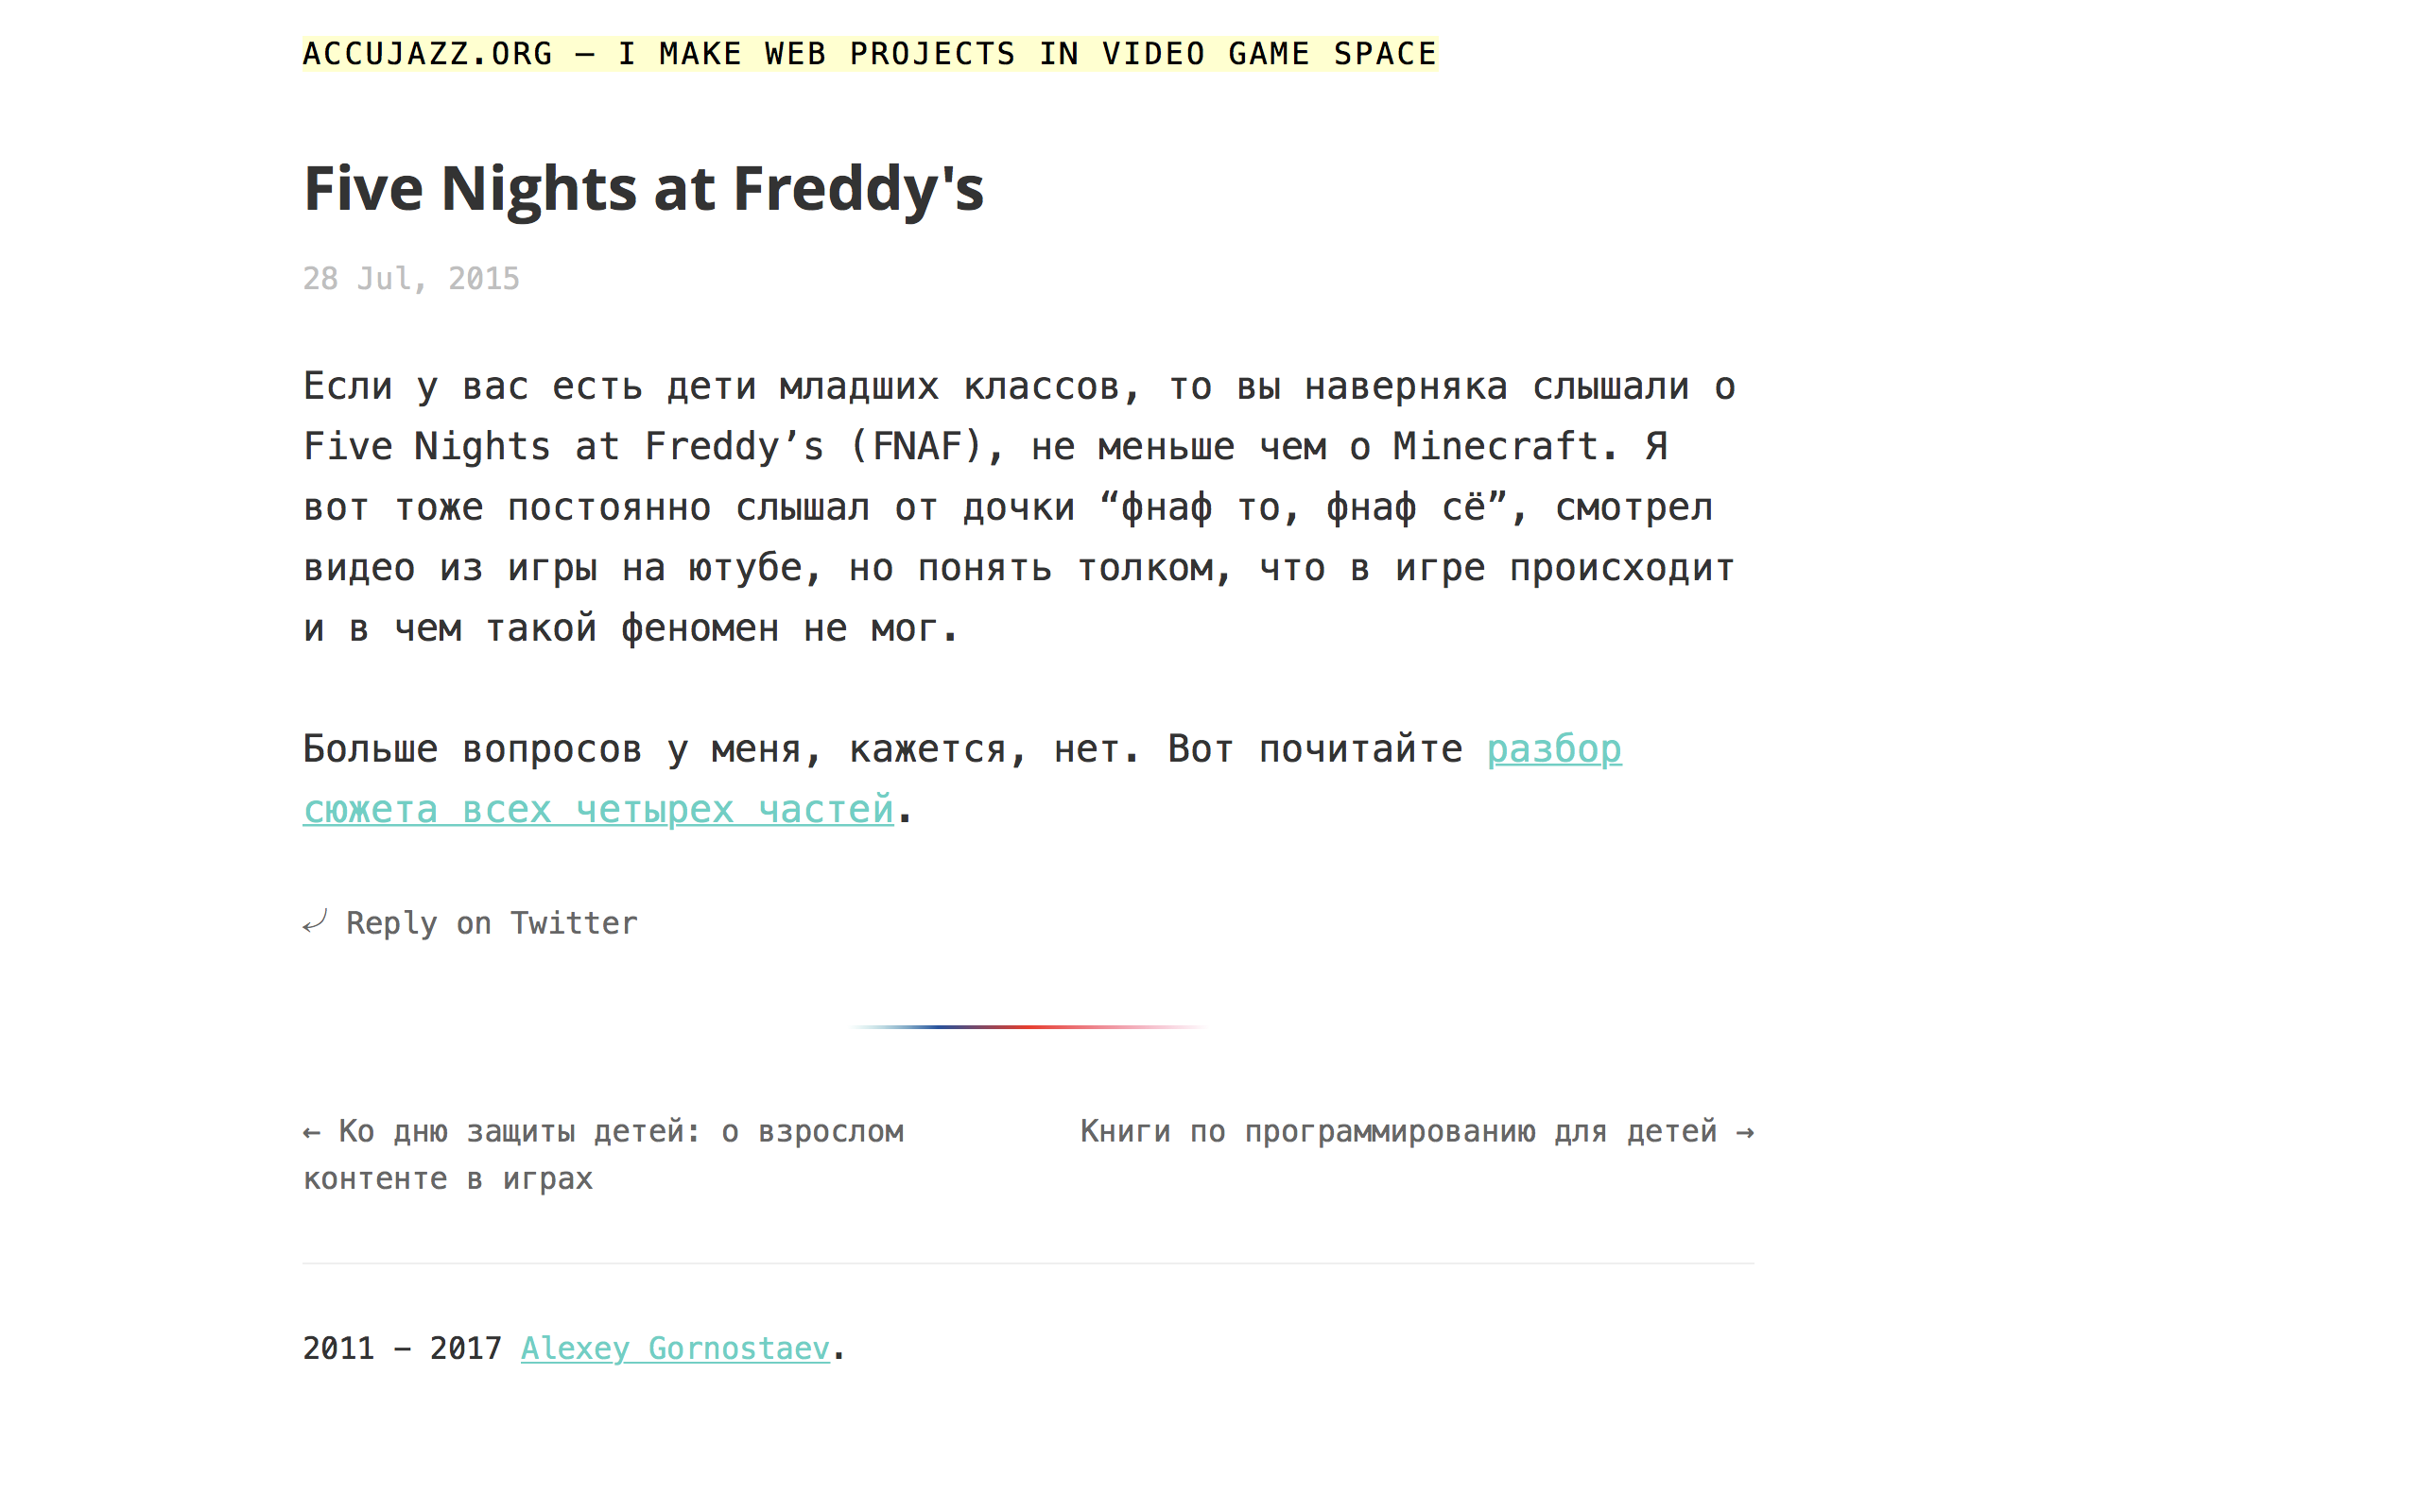 ACCUJAZZ.ORG — I MAKE WEB PROJECTS IN VIDEO GAME SPACE
Five Nights at Freddy's
28 Jul, 2015
Если у вас есть дети младших классов, то вы наверняка слышали о
Five Nights at Freddy’s (FNAF), не меньше чем о Minecraft. Я
вот тоже постоянно слышал от дочки “фнаф то, фнаф сё”, смотрел
видео из игры на ютубе, но понять толком, что в игре происходит
и в чем такой феномен не мог.
Больше вопросов у меня, кажется, нет. Вот почитайте разбор
сюжета всех четырех частей.
⤶ Reply on Twitter
← Ко дню защиты детей: о взрослом
контенте в играх
Книги по программированию для детей →
2011 — 2017 Alexey Gornostaev.